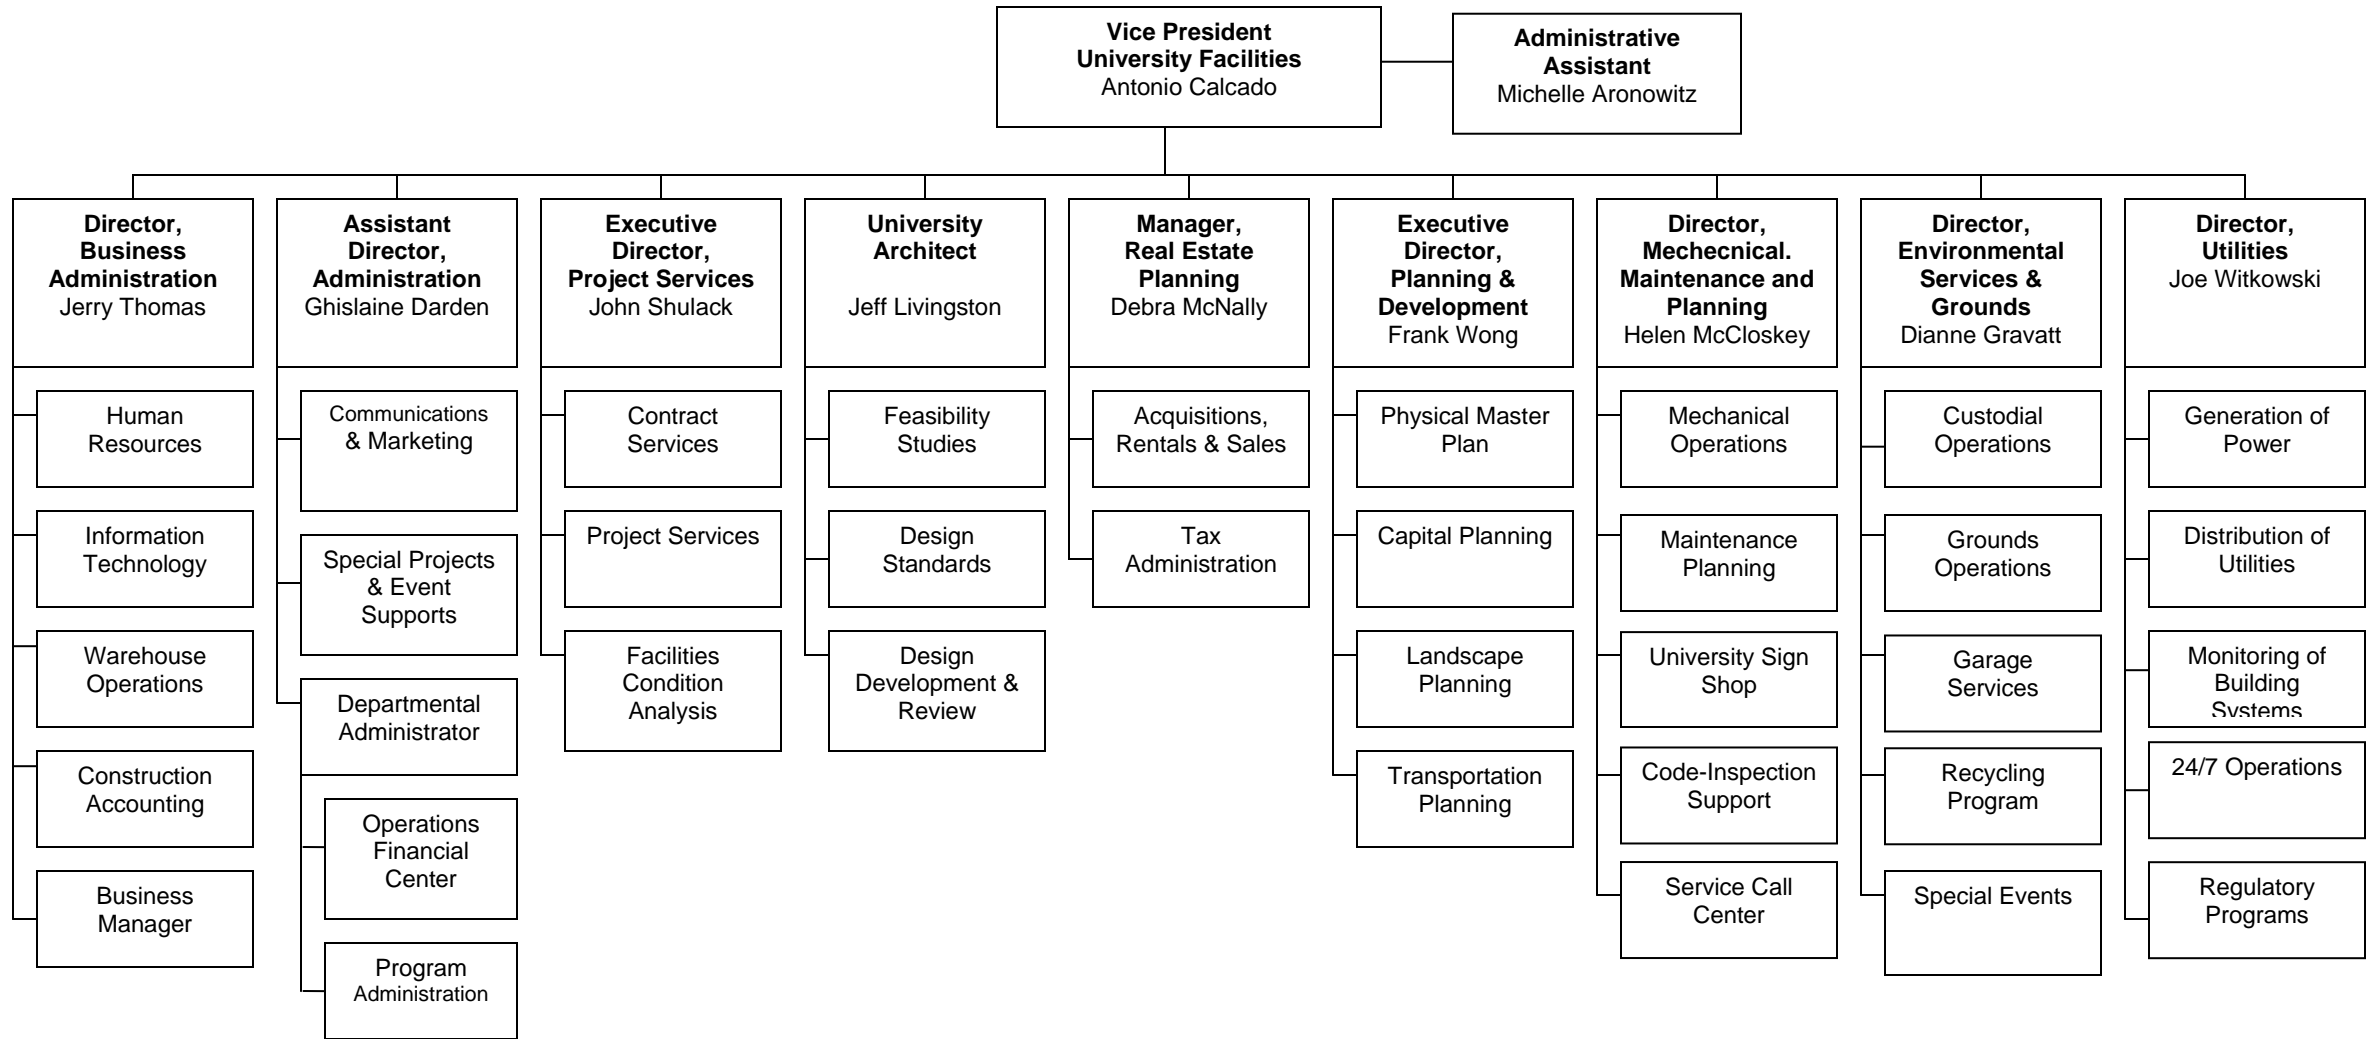 Vice President
University Facilities
Antonio Calcado
Administrative
Assistant
Michelle Aronowitz
Director,
Business
Administration
Jerry Thomas
Human
Resources
Information
Technology
Warehouse
Operations
Construction
Accounting
Business
Manager
Assistant
Director,
Administration
Ghislaine Darden
Communications
& Marketing
Special Projects
& Event
Supports
Departmental
Administrator
Operations
Financial
Center
Program
Administration
Executive
Director,
Project Services
John Shulack
Contract
Services
Project Services
Facilities
Condition
Analysis
University
Architect
Jeff Livingston
Feasibility
Studies
Design
Standards
Design
Development &
Review
Manager,
Real Estate
Planning
Debra McNally
Acquisitions,
Rentals & Sales
Tax
Administration
Executive
Director,
Planning &
Development
Frank Wong
Physical Master
Plan
Capital Planning
Landscape
Planning
Transportation
Planning
Director,
Mechecnical.
Maintenance and
Planning
Helen McCloskey
Mechanical
Operations
Maintenance
Planning
University Sign
Shop
Code-Inspection
Support
Service Call
Center
Director,
Environmental
Services &
Grounds
Dianne Gravatt
Custodial
Operations
Grounds
Operations
Garage
Services
Recycling
Program
Special Events
Director,
Utilities
Joe Witkowski
Generation of
Power
Distribution of
Utilities
Monitoring of
Building
Systems
24/7 Operations
Regulatory
Programs